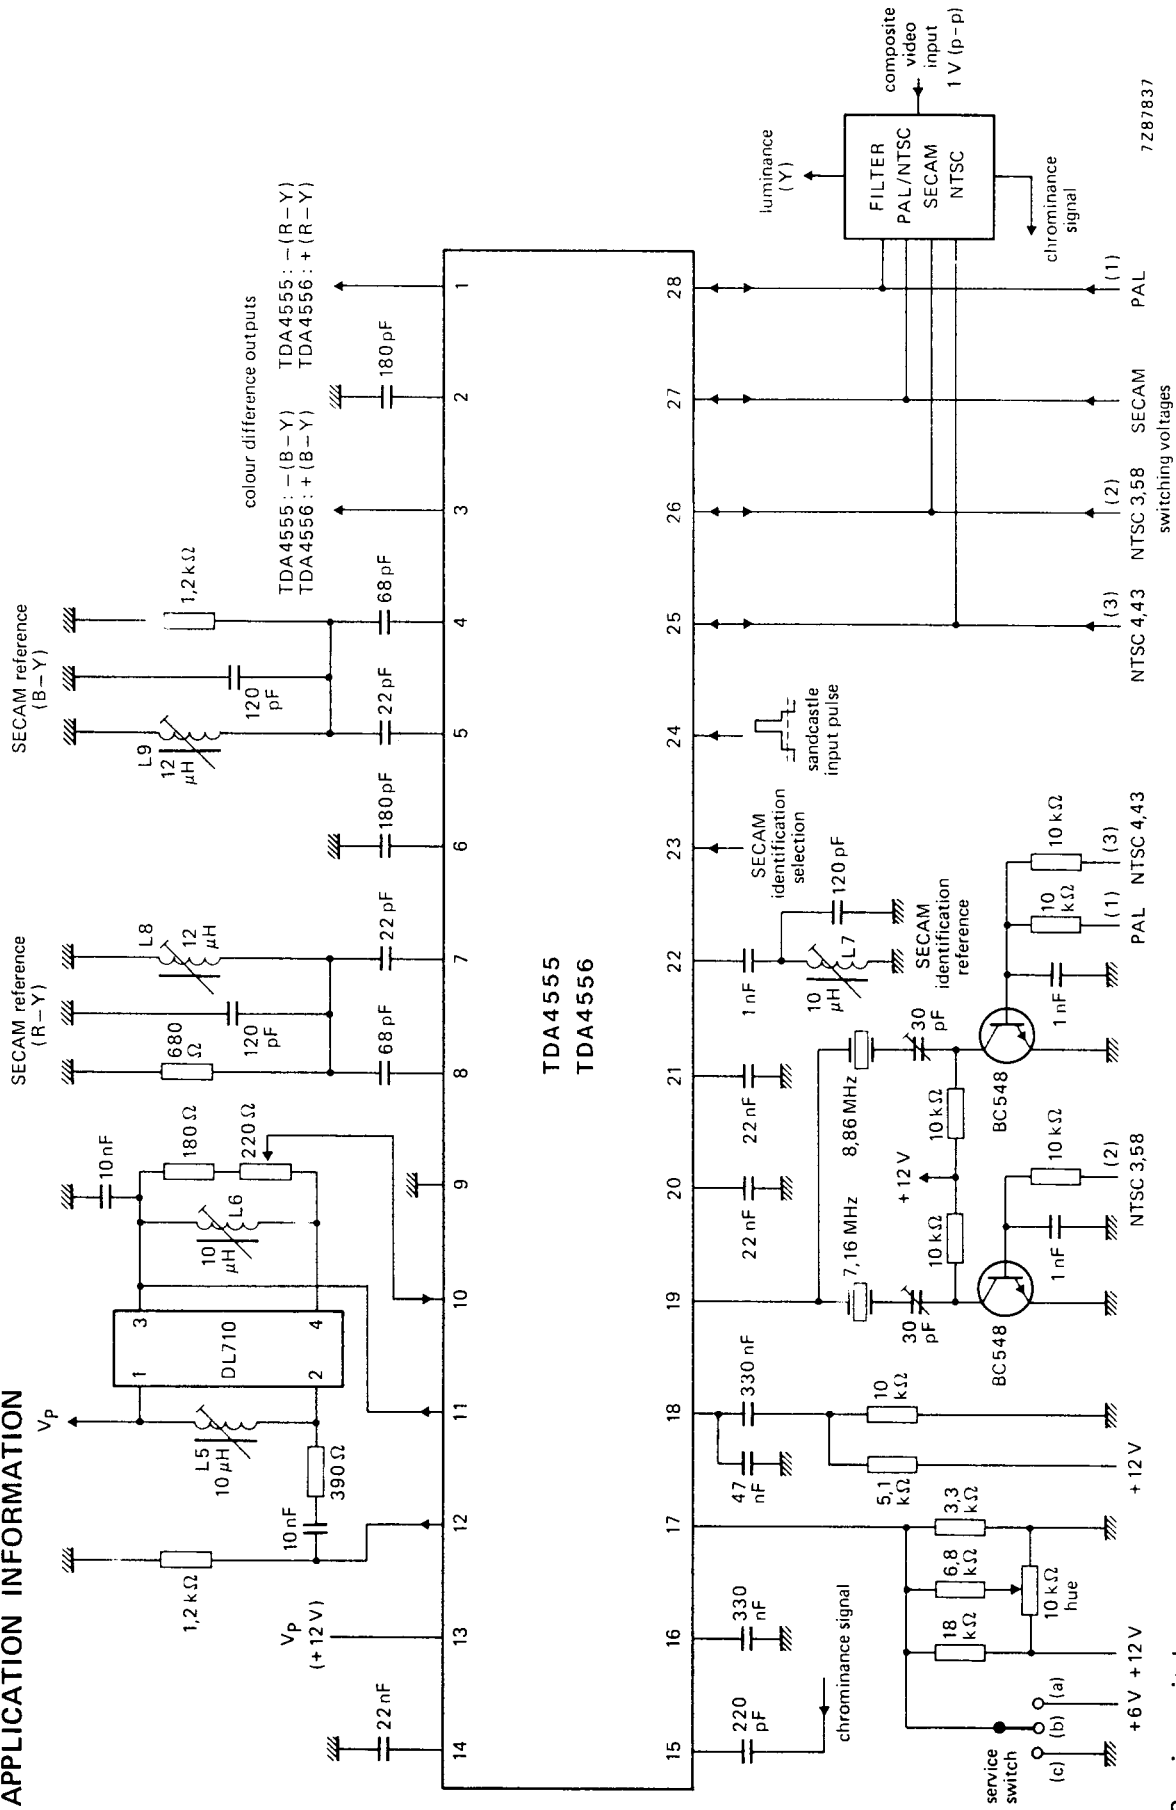 APPLICATION INFORMATION
Vp
1,2 kΩ
10 nF
390 Ω
L5
10 μH
1
2
DL710
3
4
10
μH
L6
10 nF
180 Ω
220 Ω
SECAM reference
(R−Y)
680
Ω
120
pF
L8
12
μH
68 pF
22 pF
SECAM reference
(B−Y)
L9
12
μH
120
pF
1,2 kΩ
22 pF
68 pF
180 pF
180 pF
22 nF
Vp
(+12 V)
colour difference outputs
TDA4555: −(B−Y)
TDA4556: +(B−Y)
TDA4555: −(R−Y)
TDA4556: +(R−Y)
14
13
12
11
10
9
8
7
6
5
4
3
2
1
TDA4555
TDA4556
15
16
17
18
19
20
21
22
23
24
25
26
27
28
220
pF
chrominance signal
330
nF
47
nF
330 nF
5,1
kΩ
10
kΩ
+12 V
18
kΩ
6,8
kΩ
3,3
kΩ
10 kΩ
hue
service
switch
(c)
(b)
(a)
+6 V
+12 V
7,16 MHz
8,86 MHz
30
pF
30
pF
22 nF
22 nF
10 kΩ
+12 V
10 kΩ
BC548
BC548
1 nF
10 kΩ
(2)
NTSC 3,58
1 nF
10
kΩ
10 kΩ
(1)
PAL
(3)
NTSC 4,43
1 nF
10
μH
L7
120 pF
SECAM
identification
reference
SECAM
identification
selection
sandcastle
input pulse
(3)
NTSC 4,43
(2)
NTSC 3,58
SECAM
(1)
PAL
switching voltages
luminance
(Y)
FILTER
PAL/NTSC
SECAM
NTSC
composite
video
input
1 V (p−p)
chrominance
signal
7Z87837